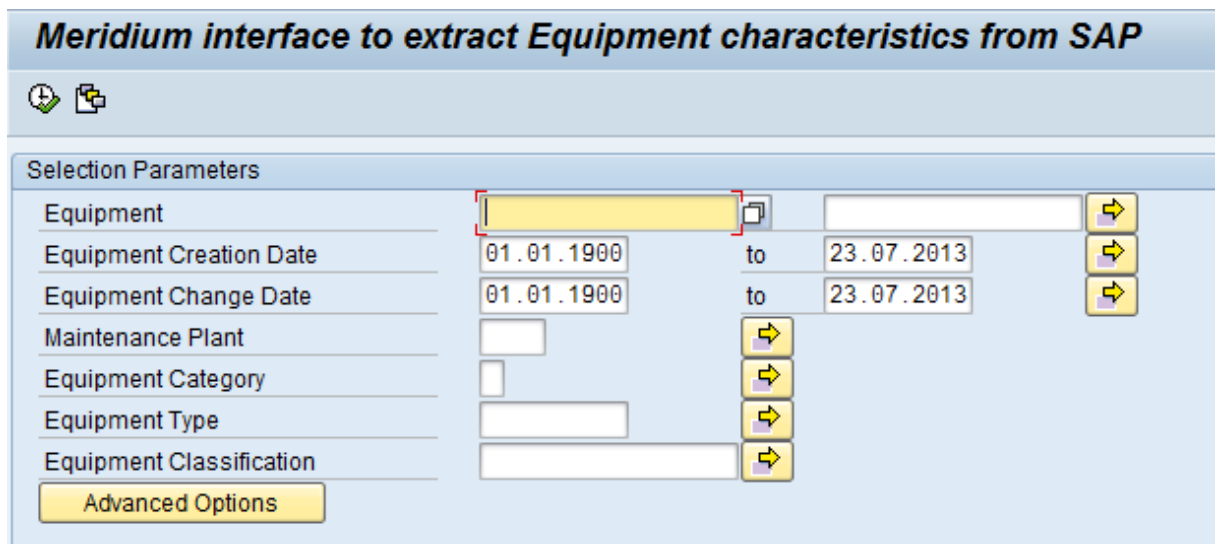 Meridium interface to extract Equipment characteristics from SAP
Selection Parameters
Equipment
Equipment Creation Date 01.01.1900 to 23.07.2013
Equipment Change Date 01.01.1900 to 23.07.2013
Maintenance Plant
Equipment Category
Equipment Type
Equipment Classification
Advanced Options